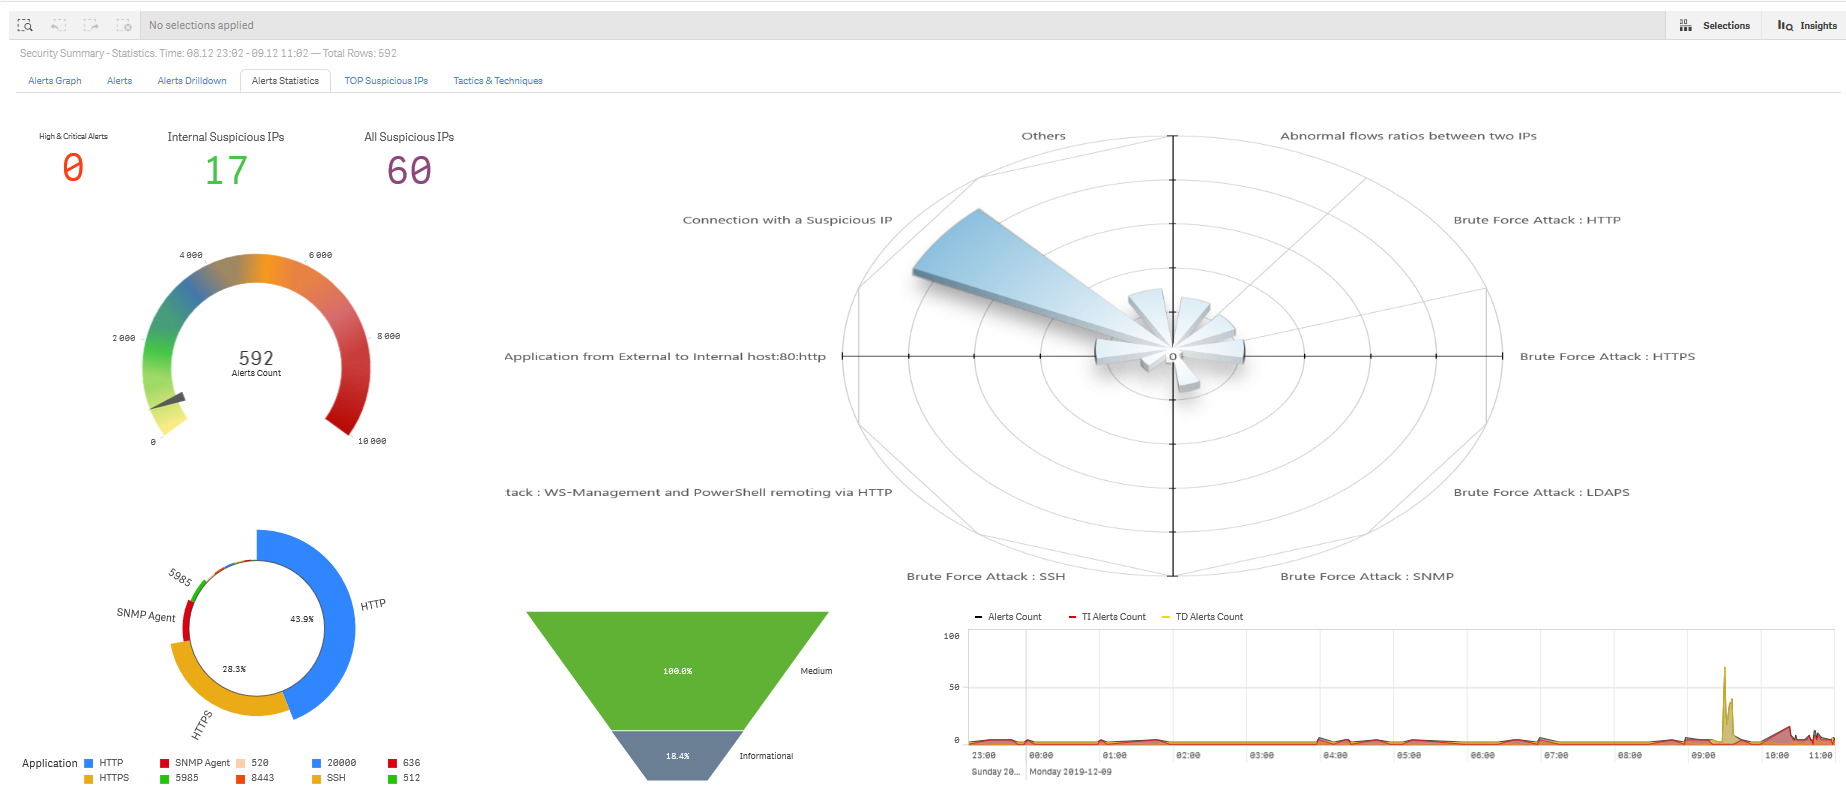 No selections applied
Selections
Insights
Security Summary - Statistics. Time: 08.12 23:02 - 09.12 11:02 — Total Rows: 592
Alerts Graph
Alerts
Alerts Drilldown
Alerts Statistics
TOP Suspicious IPs
Tactics & Techniques
High & Critical Alerts
0
Internal Suspicious IPs
17
All Suspicious IPs
60
0
2 000
4 000
6 000
8 000
10 000
592
Alerts Count
Others
Abnormal flows ratios between two IPs
Connection with a Suspicious IP
Brute Force Attack : HTTP
Application from External to Internal host:80:http
0
Brute Force Attack : HTTPS
tack : WS-Management and PowerShell remoting via HTTP
Brute Force Attack : LDAPS
Brute Force Attack : SSH
Brute Force Attack : SNMP
5985
SNMP Agent
HTTP
HTTPS
43.9%
28.3%
Application
HTTP
SNMP Agent
520
20000
636
HTTPS
5985
8443
SSH
512
100.0%
Medium
18.4%
Informational
Alerts Count
TI Alerts Count
TD Alerts Count
100
50
0
23:00
00:00
01:00
02:00
03:00
04:00
05:00
06:00
07:00
08:00
09:00
10:00
11:00
Sunday 20...
Monday 2019-12-09